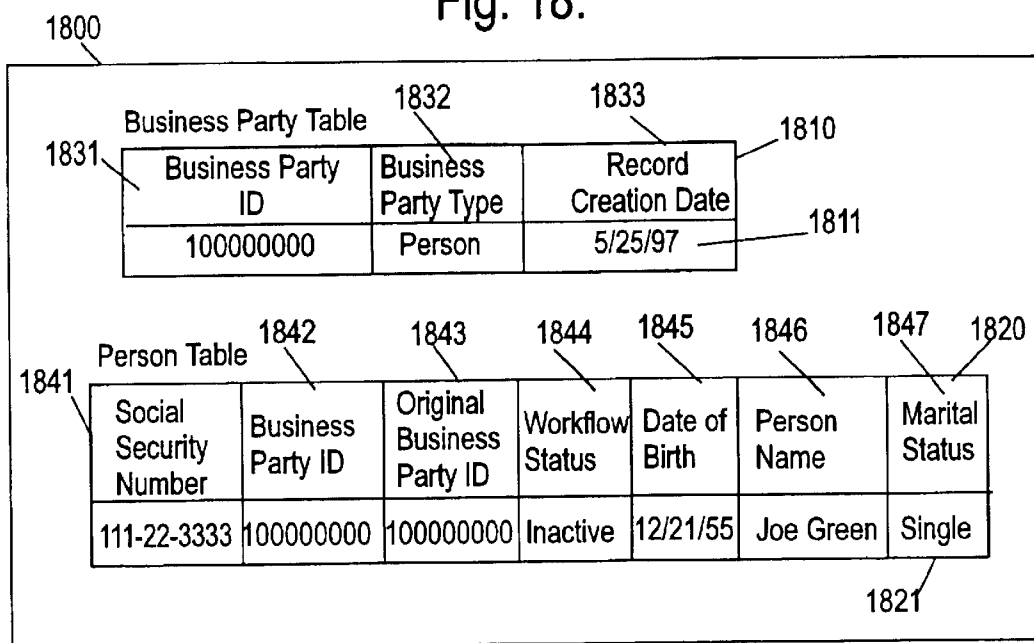 Fig. 18.
1800
1832 1833
Business Party Table 1810
1831
Business Party ID Business Party Type Record Creation Date
100000000 Person 5/25/97 1811
1842 1843 1844 1845 1846 1847 1820
Person Table
1841
Social Security Number Business Party ID Original Business Party ID Workflow Status Date of Birth Person Name Marital Status
111-22-3333 100000000 100000000 Inactive 12/21/55 Joe Green Single
1821